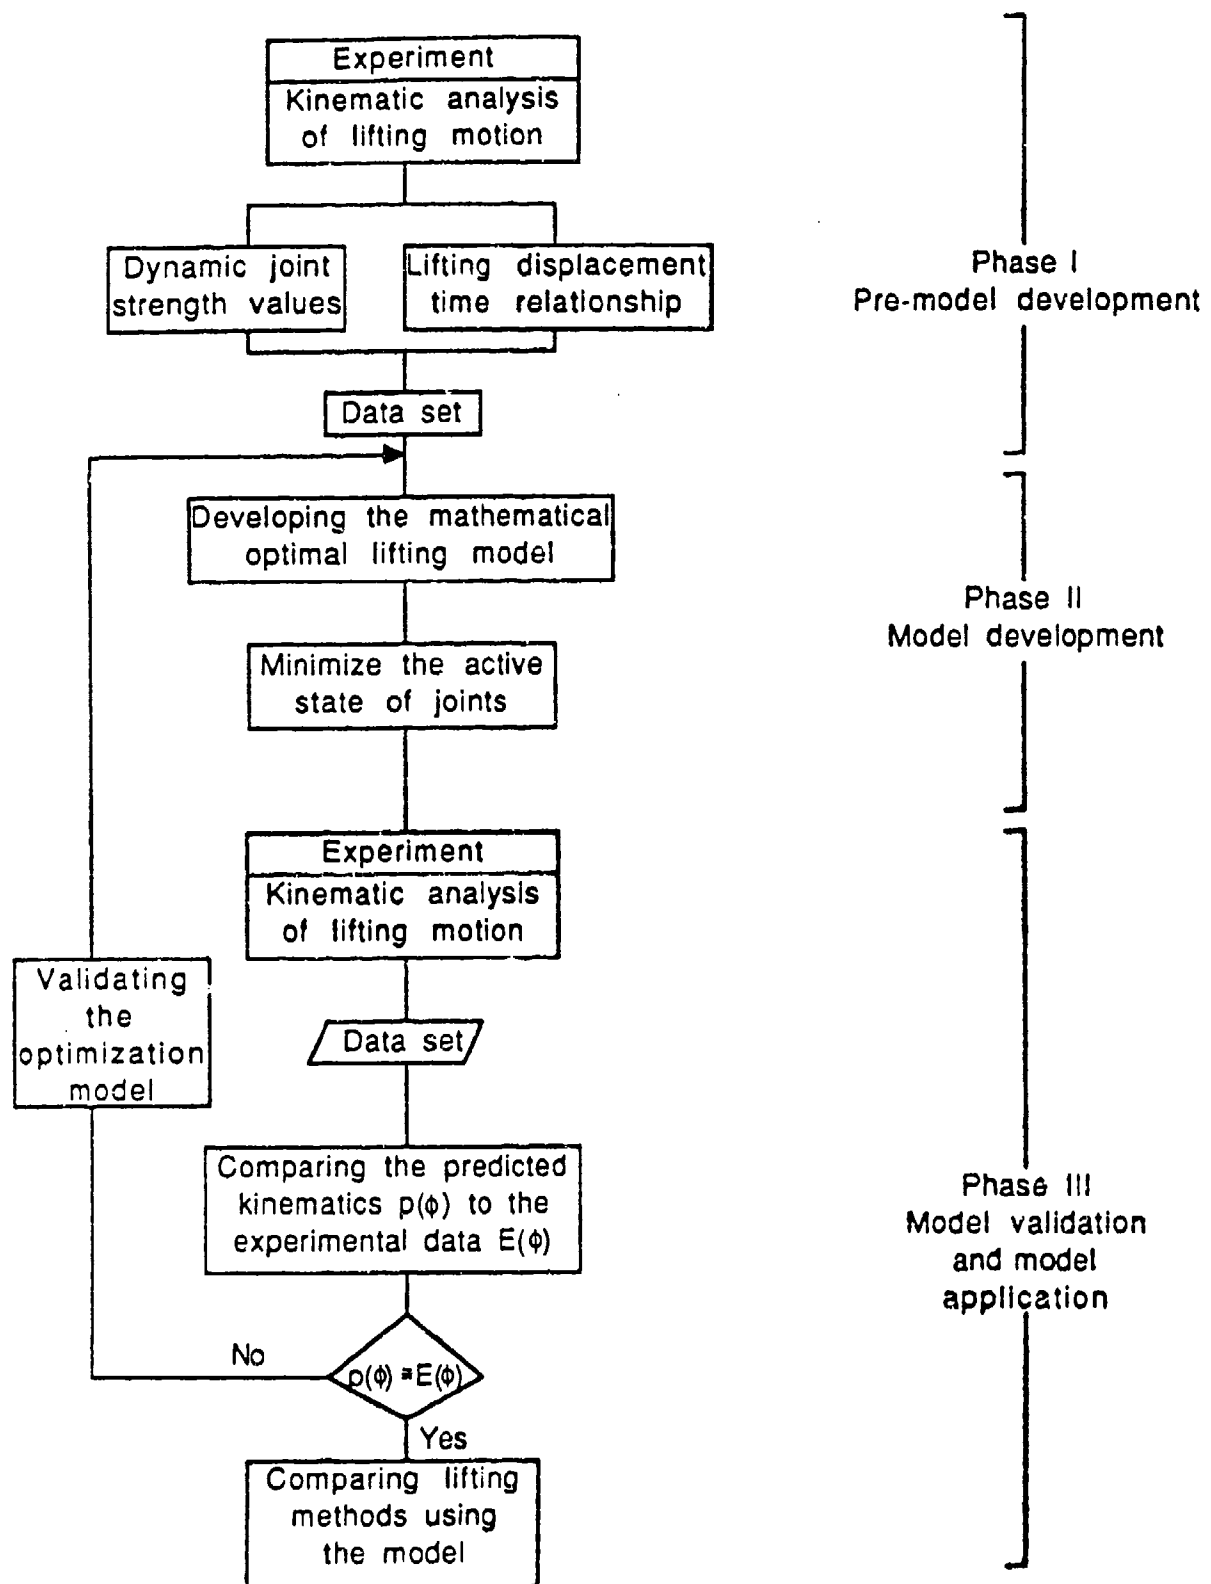 Experiment
Kinematic analysis
of lifting motion
Dynamic joint
strength values
Lifting displacement
time relationship
Phase I
Pre-model development
Data set
Developing the mathematical
optimal lifting model
Phase II
Model development
Minimize the active
state of joints
Experiment
Kinematic analysis
of lifting motion
Validating
the
optimization
model
Data set
Comparing the predicted
kinematics p(φ) to the
experimental data E(φ)
Phase III
Model validation
and model
application
No
p(φ) ≅ E(φ)
Yes
Comparing lifting
methods using
the model